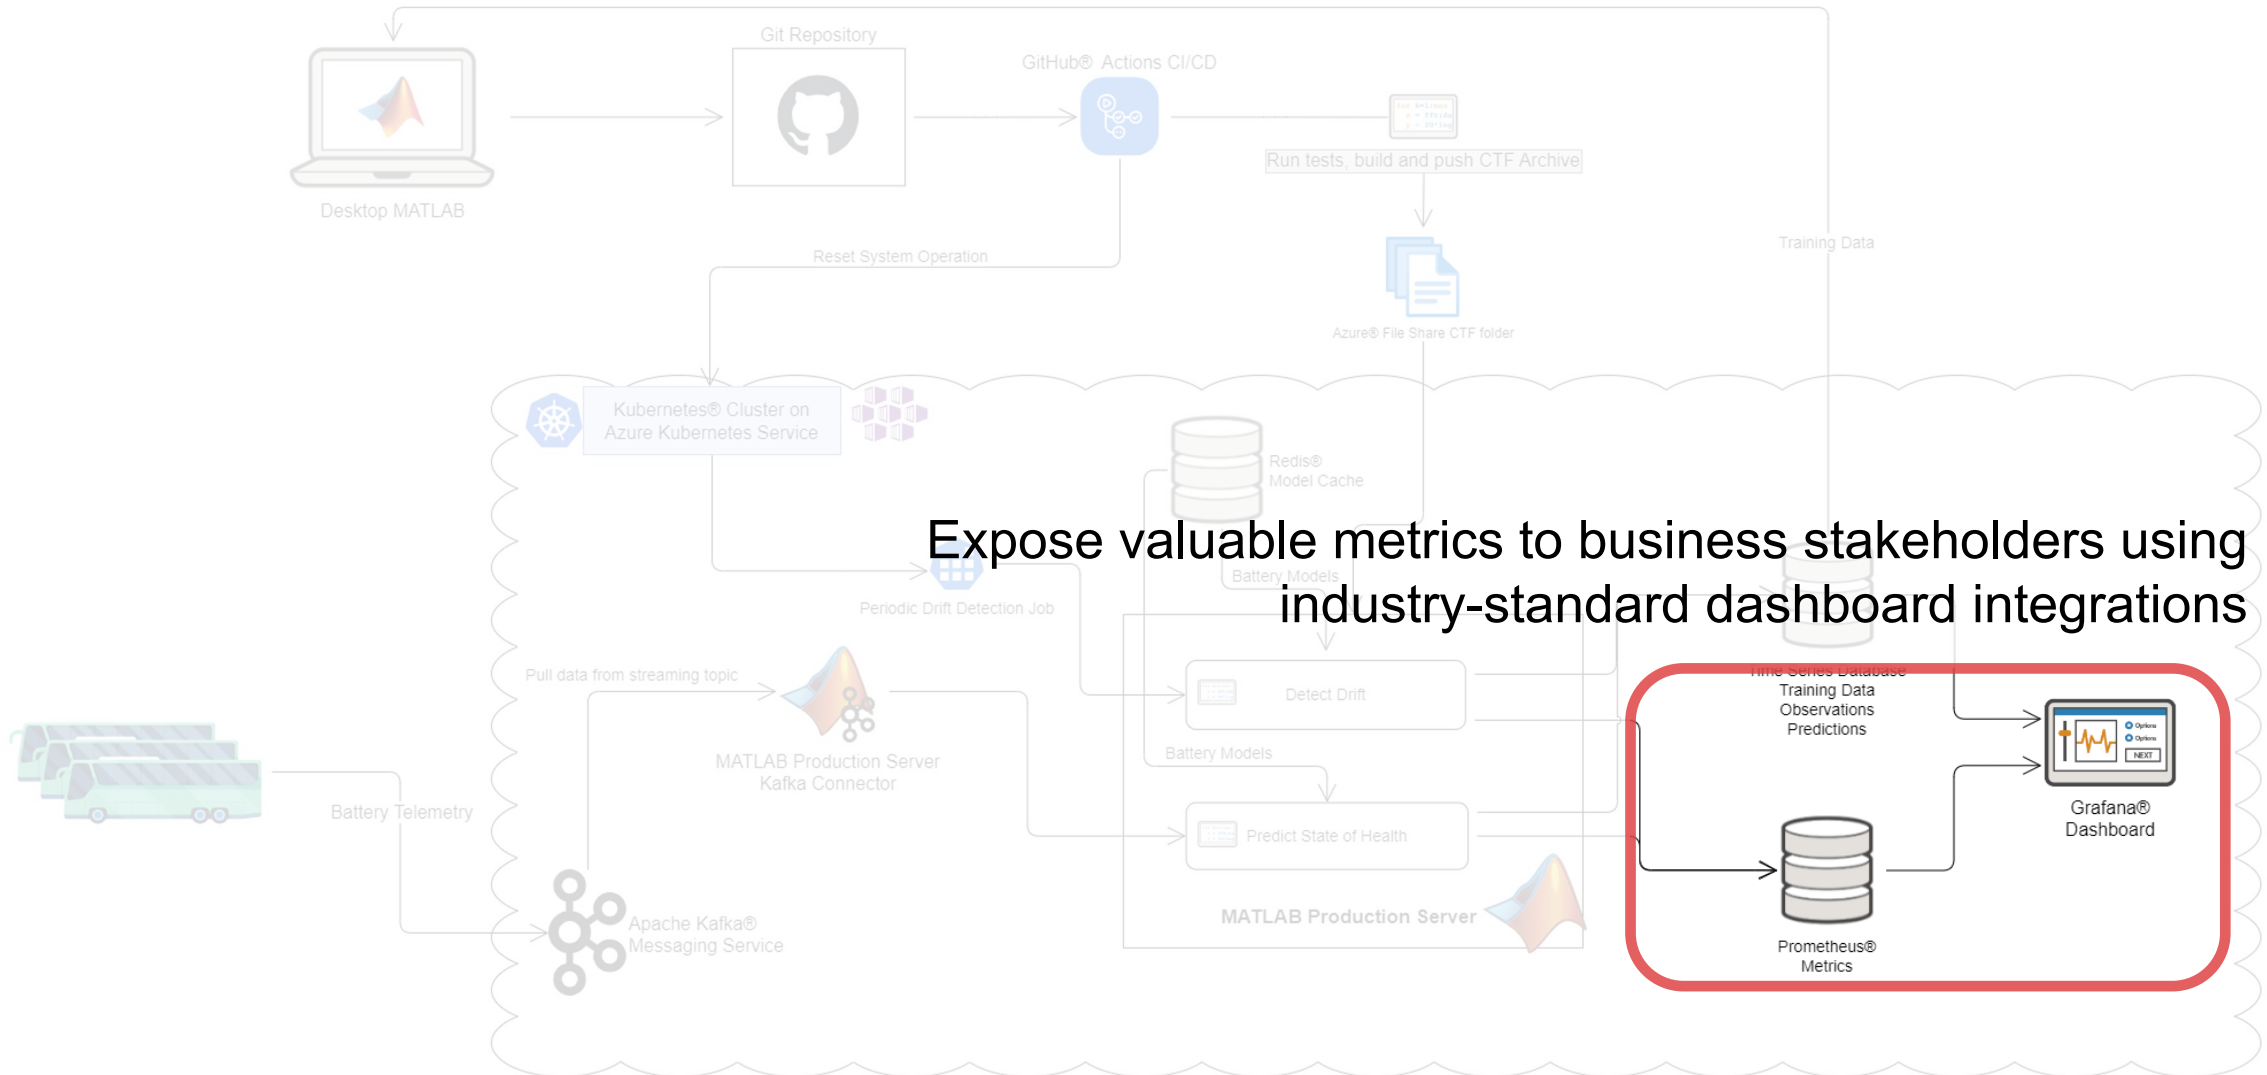 Git Repository
GitHub® Actions CI/CD
Run tests, build and push CTF Archive
Desktop MATLAB
Reset System Operation
Training Data
Azure® File Share CTF folder
Kubernetes® Cluster on
Azure Kubernetes Service
Redis®
Model Cache
Expose valuable metrics to business stakeholders using
industry-standard dashboard integrations
Battery Models
Periodic Drift Detection Job
Pull data from streaming topic
Detect Drift
Time Series Database
Training Data
Observations
Predictions
Options
Options
NEXT
MATLAB Production Server
Kafka Connector
Battery Models
Battery Telemetry
Predict State of Health
Grafana®
Dashboard
Apache Kafka®
Messaging Service
MATLAB Production Server
Prometheus®
Metrics